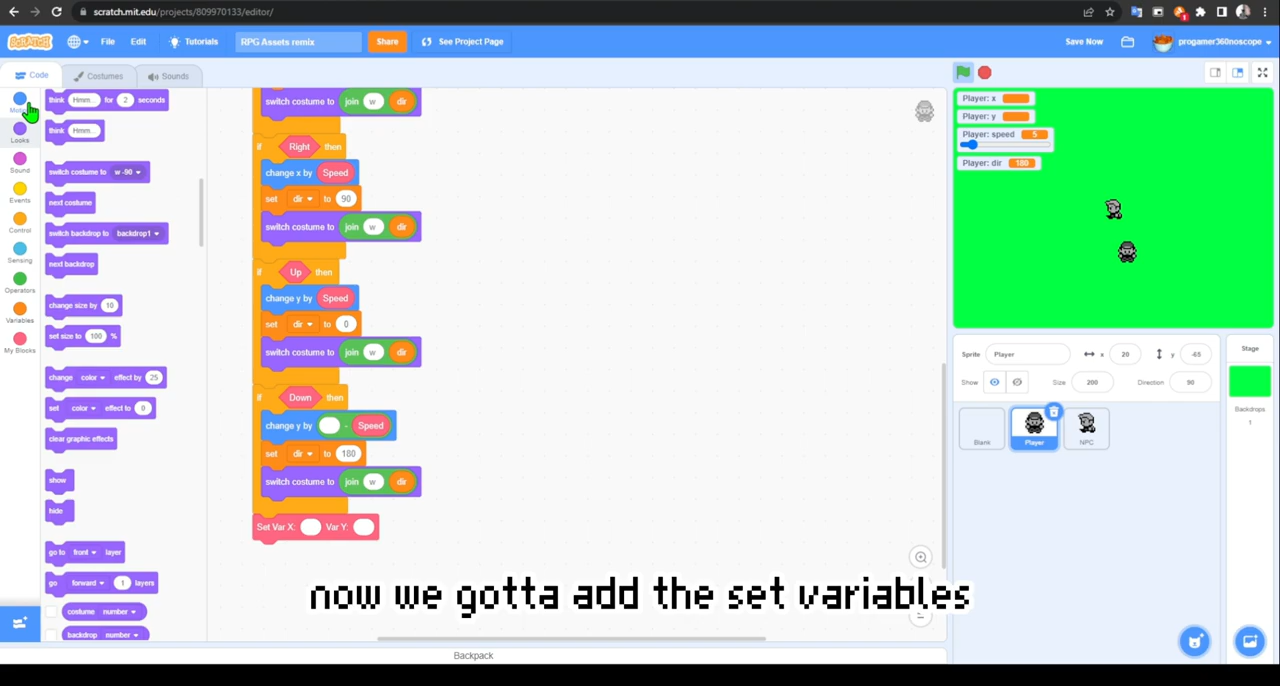 scratch.mit.edu/projects/809970133/editor/
SCRATCH File Edit Tutorials RPG Assets remix Share See Project Page Save Now progamer360noscope
Code Costumes Sounds
Motion
Looks
Sound
Events
Control
Sensing
Operators
Variables
My Blocks
think Hmm... for 2 seconds
think Hmm...
switch costume to w -90
next costume
switch backdrop to backdrop1
next backdrop
change size by 10
set size to 100 %
change color effect by 25
set color effect to 0
clear graphic effects
show
hide
go to front layer
go forward 1 layers
costume number
backdrop number
switch costume to join w dir
if Right then
change x by Speed
set dir to 90
switch costume to join w dir
if Up then
change y by Speed
set dir to 0
switch costume to join w dir
if Down then
change y by - Speed
set dir to 180
switch costume to join w dir
Set Var X: Var Y:
Player: x
Player: y
Player: speed 5
Player: dir 180
Sprite Player x 20 y -65
Show Size 200 Direction 90
Blank
Player
NPC
Stage
Backdrops
1
now we gotta add the set variables
Backpack